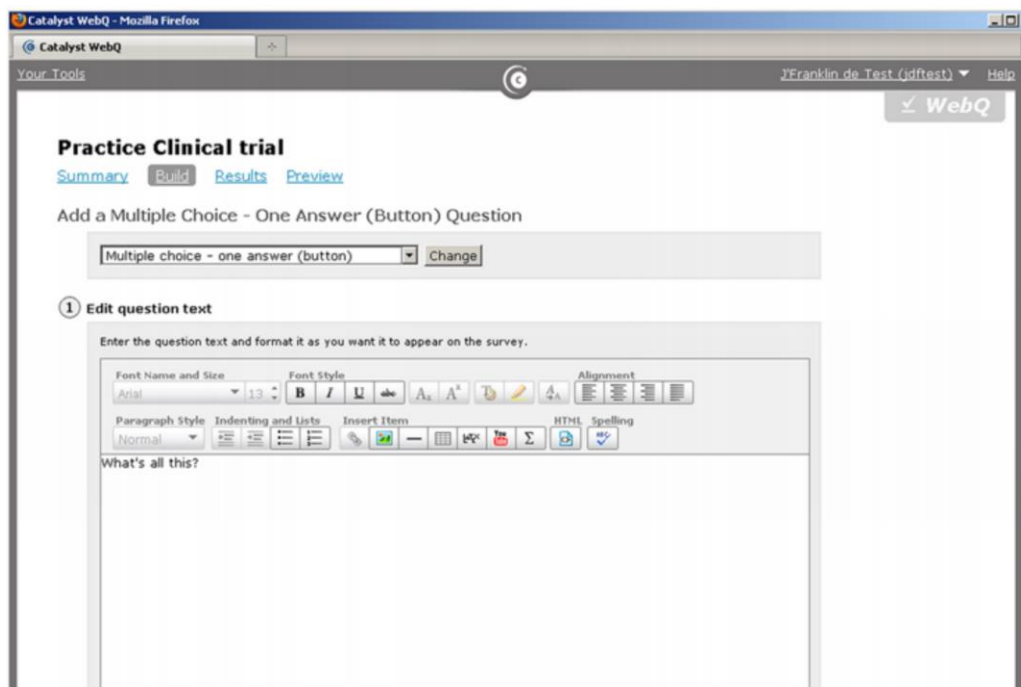 Catalyst WebQ - Mozilla Firefox
Catalyst WebQ
Your Tools
J'Franklin de Test (jdftest) Help
WebQ
Practice Clinical trial
Summary Build Results Preview
Add a Multiple Choice - One Answer (Button) Question
Multiple choice - one answer (button) Change
1 Edit question text
Enter the question text and format it as you want it to appear on the survey.
Font Name and Size Font Style Alignment
Arial 13 B I U abc
Paragraph Style Indenting and Lists Insert Item HTML Spelling
Normal
What's all this?